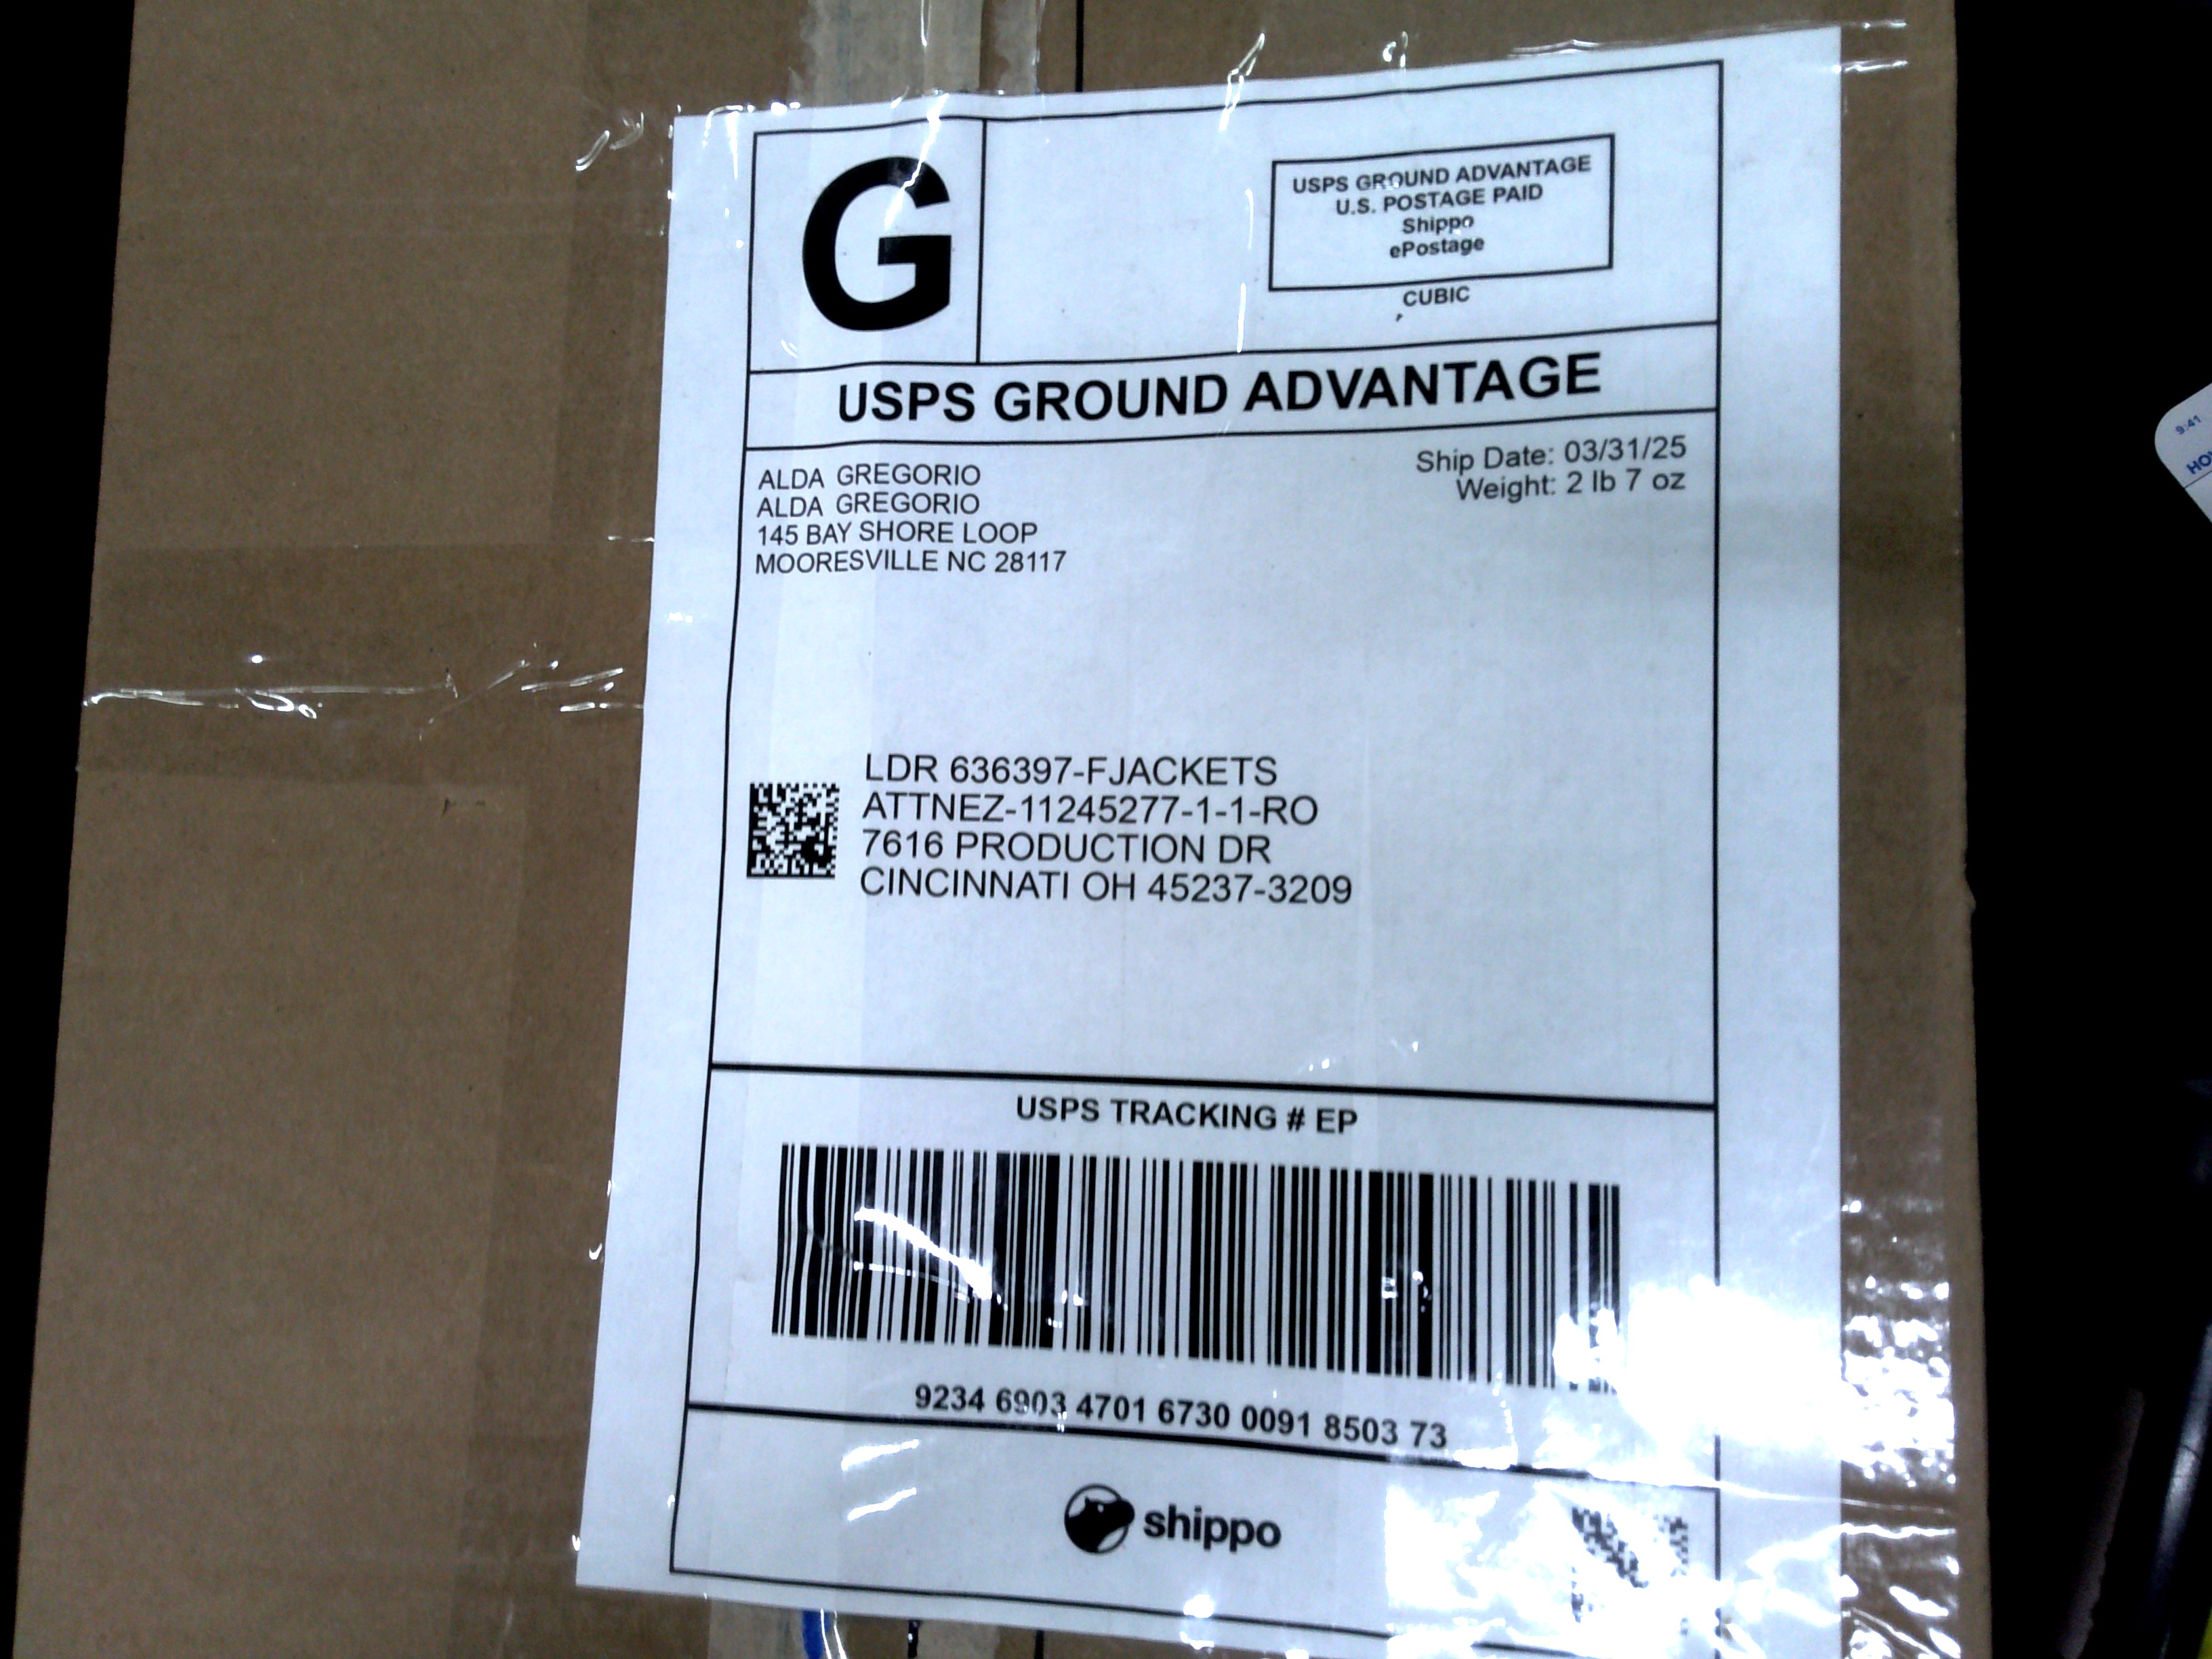 G
USPS GROUND ADVANTAGE
U.S. POSTAGE PAID
Shippo
ePostage
CUBIC
USPS GROUND ADVANTAGE
Ship Date: 03/31/25
Weight: 2 lb 7 oz
ALDA GREGORIO
ALDA GREGORIO
145 BAY SHORE LOOP
MOORESVILLE NC 28117
LDR 636397-FJACKETS
ATTNEZ-11245277-1-1-RO
7616 PRODUCTION DR
CINCINNATI OH 45237-3209
USPS TRACKING # EP
9234 6903 4701 6730 0091 8503 73
shippo
9:41